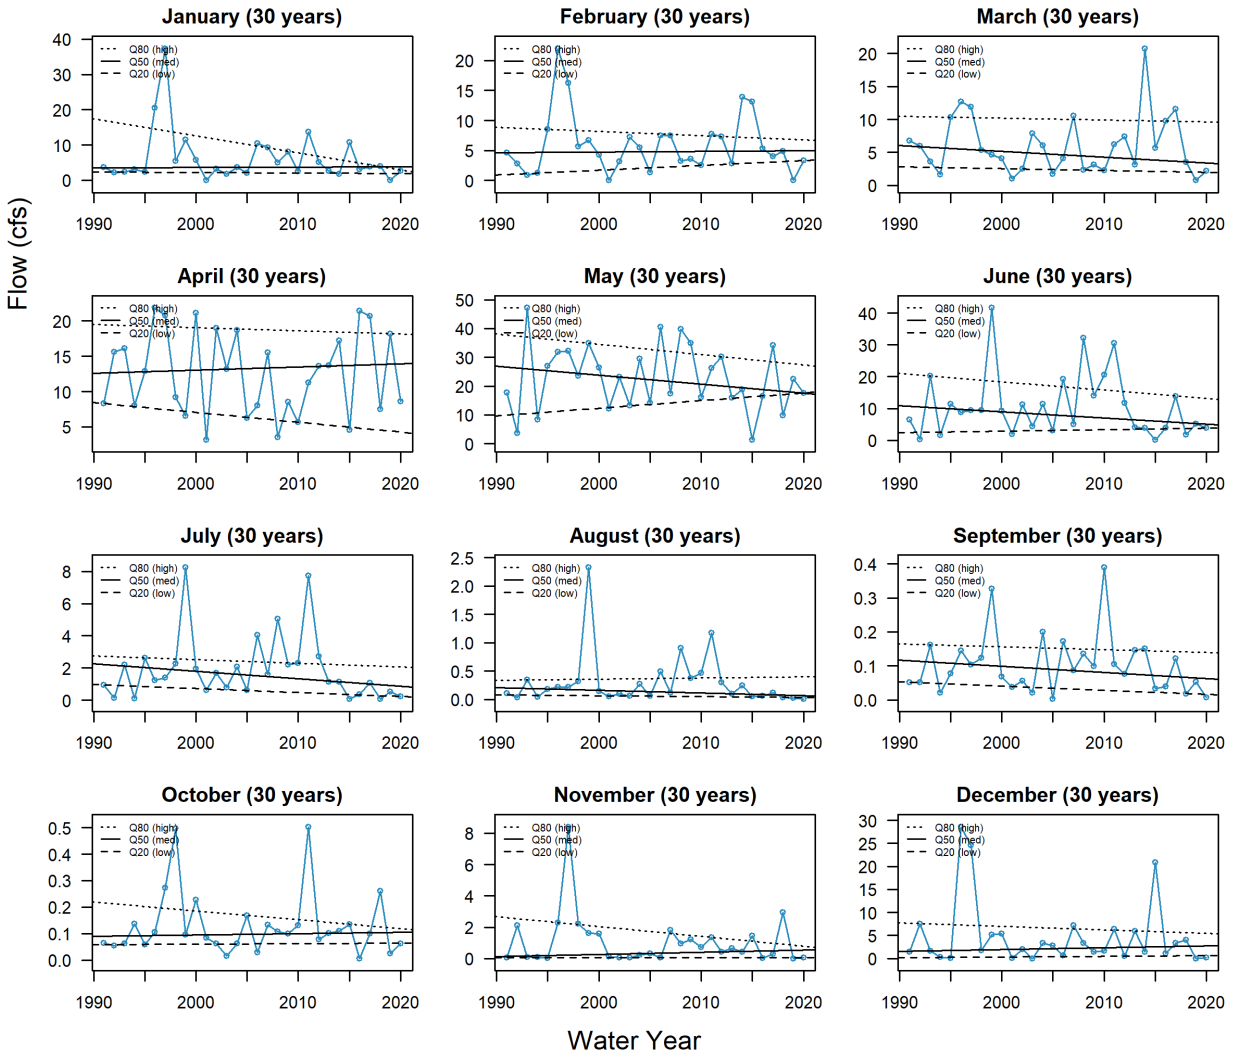 January (30 years)
February (30 years)
March (30 years)
40
30
20
10
0
Q80 (high)
Q50 (med)
Q20 (low)
1990
2000
2010
2020
20
15
10
5
0
Q80 (high)
Q50 (med)
Q20 (low)
1990
2000
2010
2020
20
15
10
5
0
Q80 (high)
Q50 (med)
Q20 (low)
1990
2000
2010
2020
Flow (cfs)
April (30 years)
May (30 years)
June (30 years)
20
15
10
5
Q80 (high)
Q50 (med)
Q20 (low)
1990
2000
2010
2020
50
40
30
20
10
0
Q80 (high)
Q50 (med)
Q20 (low)
1990
2000
2010
2020
40
30
20
10
0
Q80 (high)
Q50 (med)
Q20 (low)
1990
2000
2010
2020
July (30 years)
August (30 years)
September (30 years)
8
6
4
2
0
Q80 (high)
Q50 (med)
Q20 (low)
1990
2000
2010
2020
2.5
2.0
1.5
1.0
0.5
0.0
Q80 (high)
Q50 (med)
Q20 (low)
1990
2000
2010
2020
0.4
0.3
0.2
0.1
0.0
Q80 (high)
Q50 (med)
Q20 (low)
1990
2000
2010
2020
October (30 years)
November (30 years)
December (30 years)
0.5
0.4
0.3
0.2
0.1
0.0
Q80 (high)
Q50 (med)
Q20 (low)
1990
2000
2010
2020
8
6
4
2
0
Q80 (high)
Q50 (med)
Q20 (low)
1990
2000
2010
2020
30
25
20
15
10
5
0
Q80 (high)
Q50 (med)
Q20 (low)
1990
2000
2010
2020
Water Year